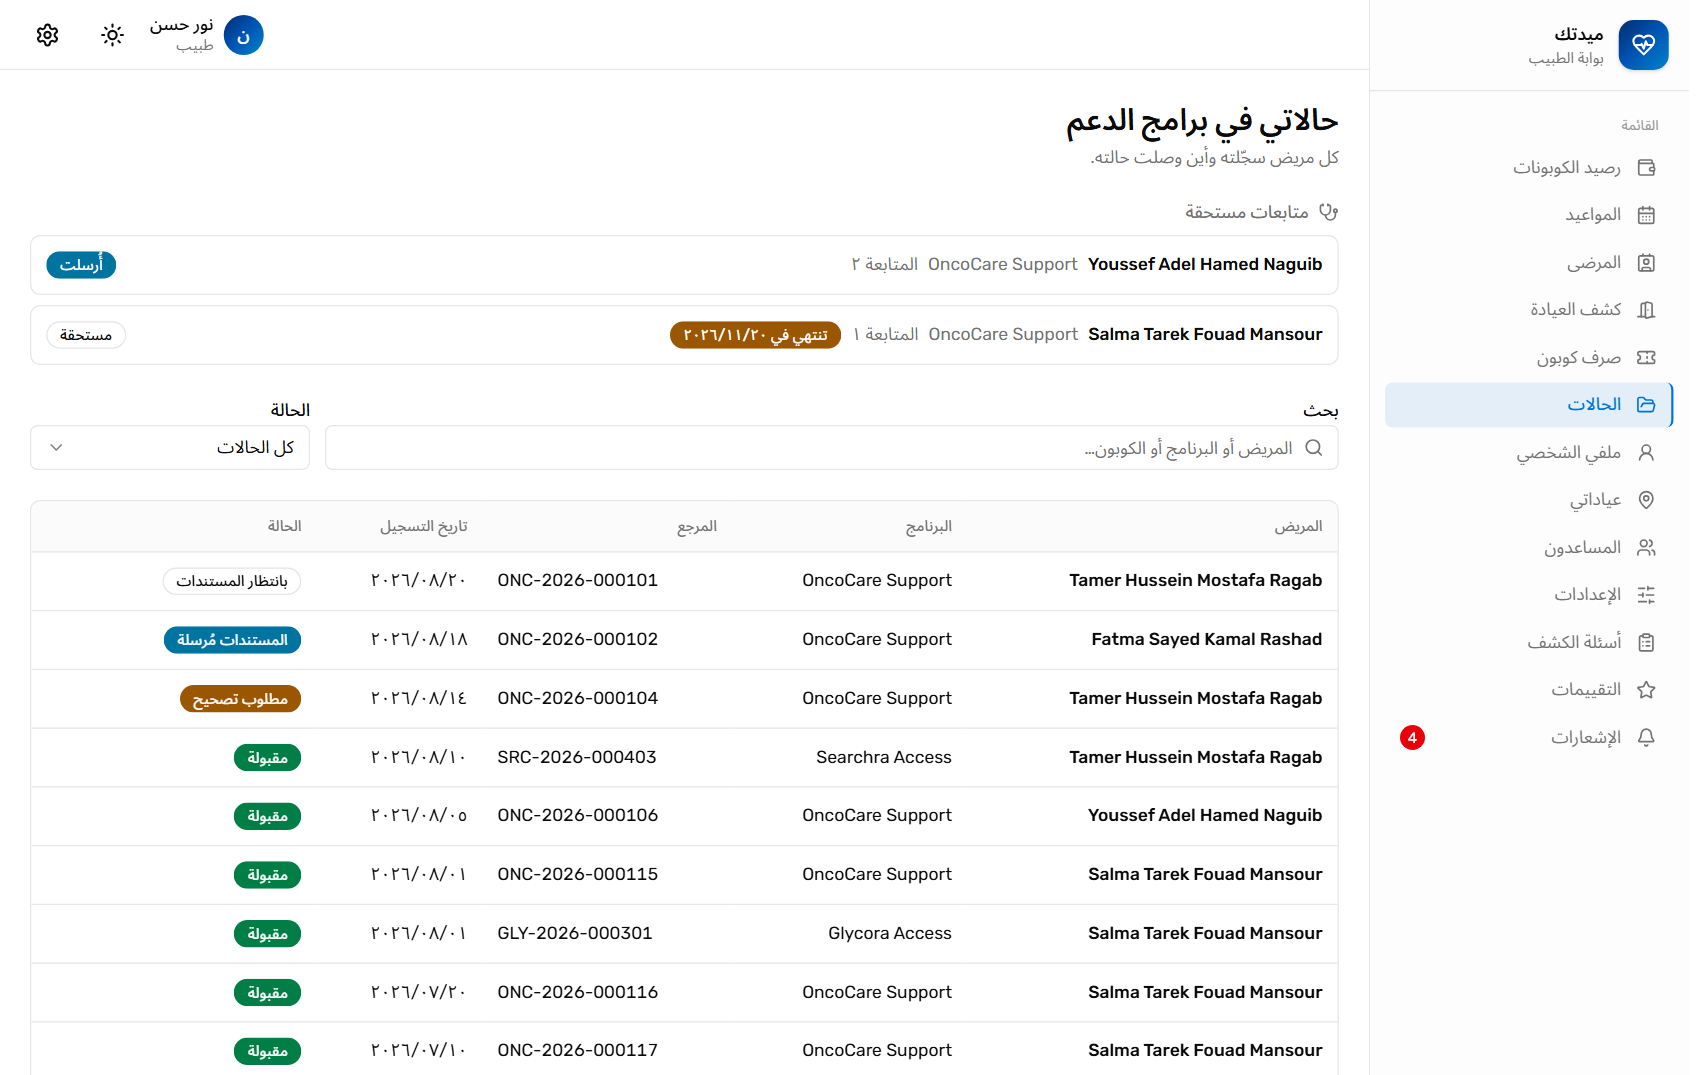 ميدتك
بوابة الطبيب
القائمة
رصيد الكوبونات
المواعيد
المرضى
كشف العيادة
صرف كوبون
الحالات
ملفي الشخصي
عياداتي
المساعدون
الإعدادات
أسئلة الكشف
التقييمات
الإشعارات 4
ن نور حسن
طبيب
حالاتي في برامج الدعم
كل مريض سجّلته وأين وصلت حالته.
متابعات مستحقة
Youssef Adel Hamed Naguib OncoCare Support المتابعة ٢ أُرسلت
Salma Tarek Fouad Mansour OncoCare Support المتابعة ١ تنتهي في ٢٠٢٦/١١/٢٠ مستحقة
بحث الحالة
المريض أو البرنامج أو الكوبون... كل الحالات
المريض البرنامج المرجع تاريخ التسجيل الحالة
Tamer Hussein Mostafa Ragab OncoCare Support ONC-2026-000101 ٢٠٢٦/٠٨/٢٠ بانتظار المستندات
Fatma Sayed Kamal Rashad OncoCare Support ONC-2026-000102 ٢٠٢٦/٠٨/١٨ المستندات مُرسلة
Tamer Hussein Mostafa Ragab OncoCare Support ONC-2026-000104 ٢٠٢٦/٠٨/١٤ مطلوب تصحيح
Tamer Hussein Mostafa Ragab Searchra Access SRC-2026-000403 ٢٠٢٦/٠٨/١٠ مقبولة
Youssef Adel Hamed Naguib OncoCare Support ONC-2026-000106 ٢٠٢٦/٠٨/٠٥ مقبولة
Salma Tarek Fouad Mansour OncoCare Support ONC-2026-000115 ٢٠٢٦/٠٨/٠١ مقبولة
Salma Tarek Fouad Mansour Glycora Access GLY-2026-000301 ٢٠٢٦/٠٨/٠١ مقبولة
Salma Tarek Fouad Mansour OncoCare Support ONC-2026-000116 ٢٠٢٦/٠٧/٢٠ مقبولة
Salma Tarek Fouad Mansour OncoCare Support ONC-2026-000117 ٢٠٢٦/٠٧/١٠ مقبولة